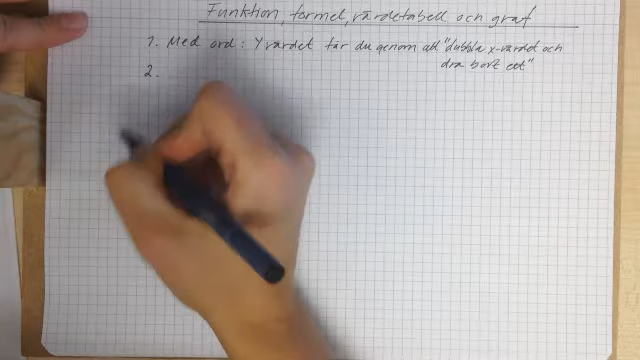 Funktion formel, värdetabell och graf
1. Med ord: Y värdet får du genom att "dubbla x-värdet och
dra bort ett"
2.